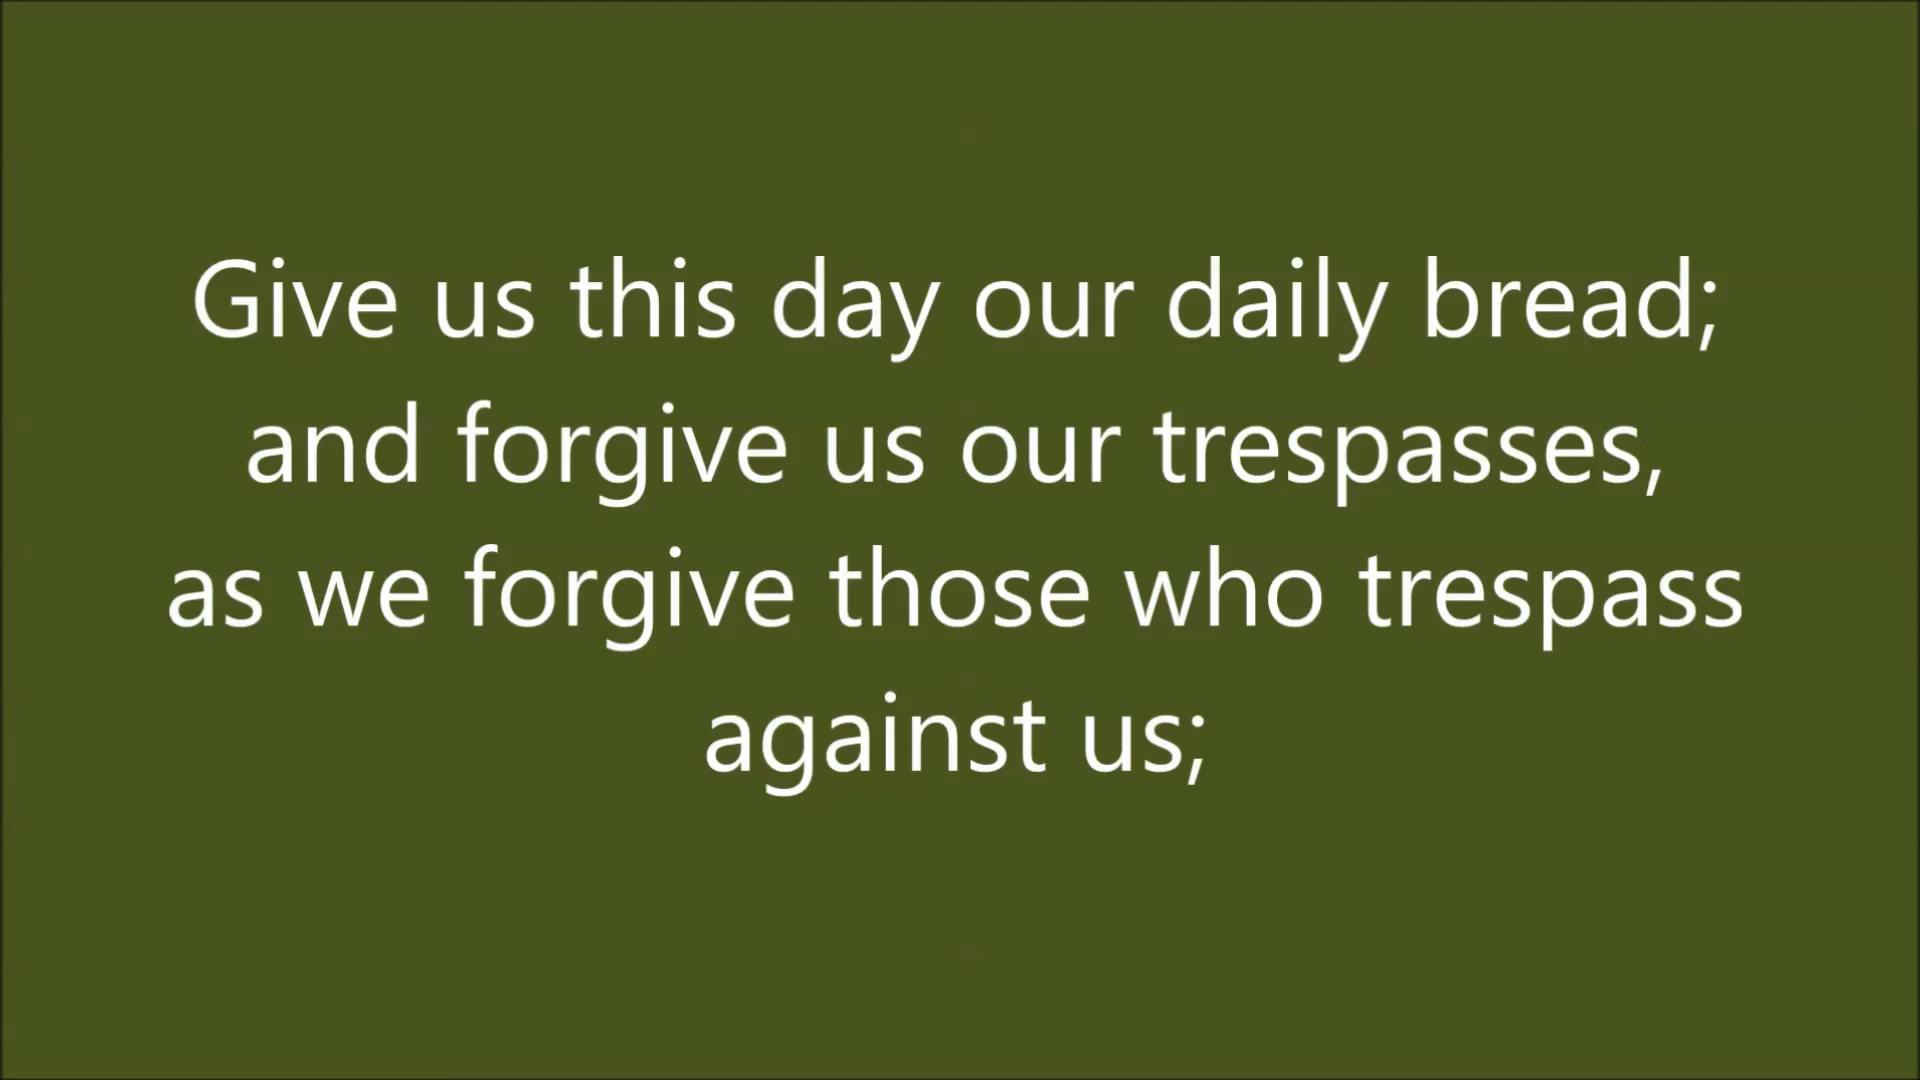 Give us this day our daily bread;
and forgive us our trespasses,
as we forgive those who trespass
against us;